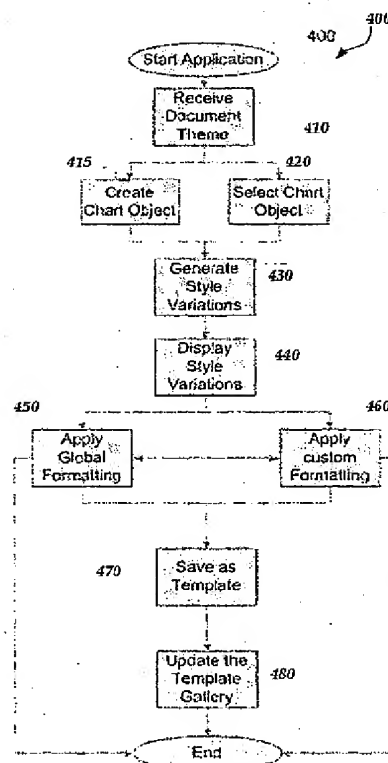 400
400
Start Application
Receive
Document
Theme
410
415
420
Create
Chart Object
Select Chart
Object
Generate
Style
Variations
430
Display
Style
Variations
440
450
460
Apply
Global
Formatting
Apply
custom
Formatting
470
Save as
Template
Update the
Template
Gallery
480
End